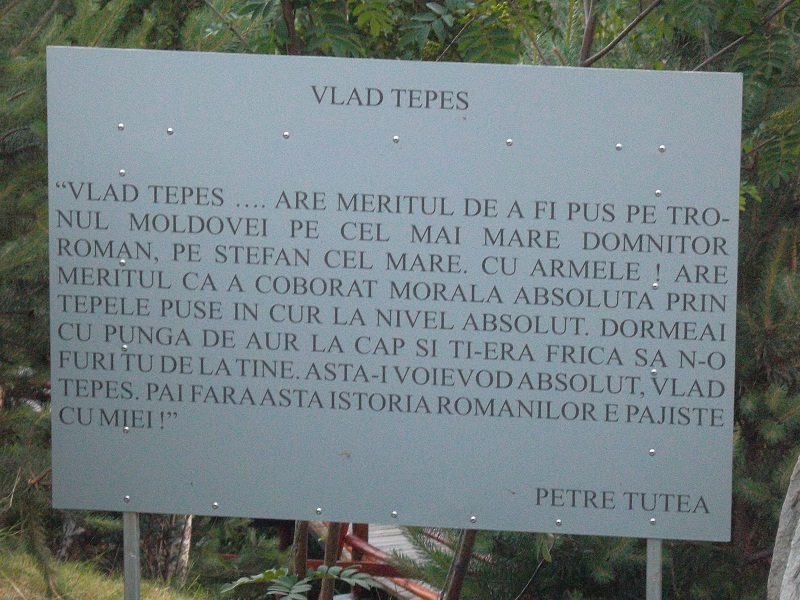 VLAD TEPES
“VLAD TEPES .... ARE MERITUL DE A FI PUS PE TRO-
NUL MOLDOVEI PE CEL MAI MARE DOMNITOR
ROMAN, PE STEFAN CEL MARE. CU ARMELE ! ARE
MERITUL CA A COBORAT MORALA ABSOLUTA PRIN
TEPELE PUSE IN CUR LA NIVEL ABSOLUT. DORMEAI
CU PUNGA DE AUR LA CAP SI TI-ERA FRICA SA N-O
FURI TU DE LA TINE. ASTA-I VOIEVOD ABSOLUT, VLAD
TEPES. PAI FARA ASTA ISTORIA ROMANILOR E PAJISTE
CU MIEI !”
PETRE TUTEA